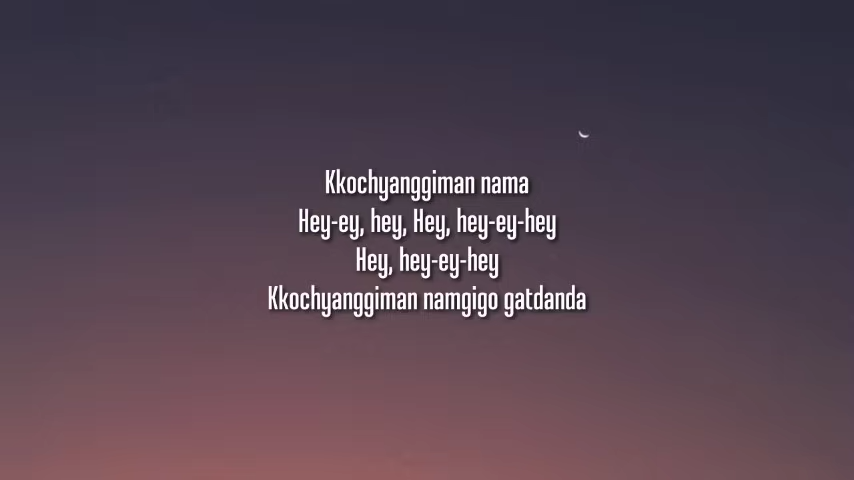 Kkochyanggiman nama
Hey-ey, hey, Hey, hey-ey-hey
Hey, hey-ey-hey
Kkochyanggiman namgigo gatdanda